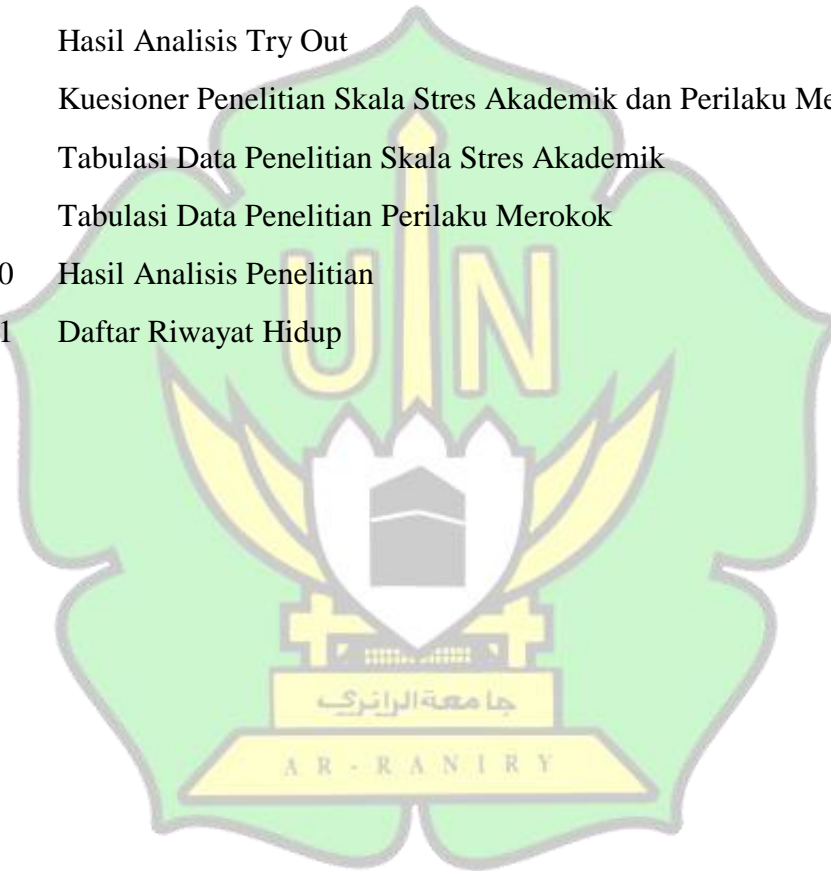 Hasil Analisis Try Out
Kuesioner Penelitian Skala Stres Akademik dan Perilaku Me
Tabulasi Data Penelitian Skala Stres Akademik
Tabulasi Data Penelitian Perilaku Merokok
0 Hasil Analisis Penelitian
1 Daftar Riwayat Hidup
UIN
جامعة الرانري
AR-RANIRY